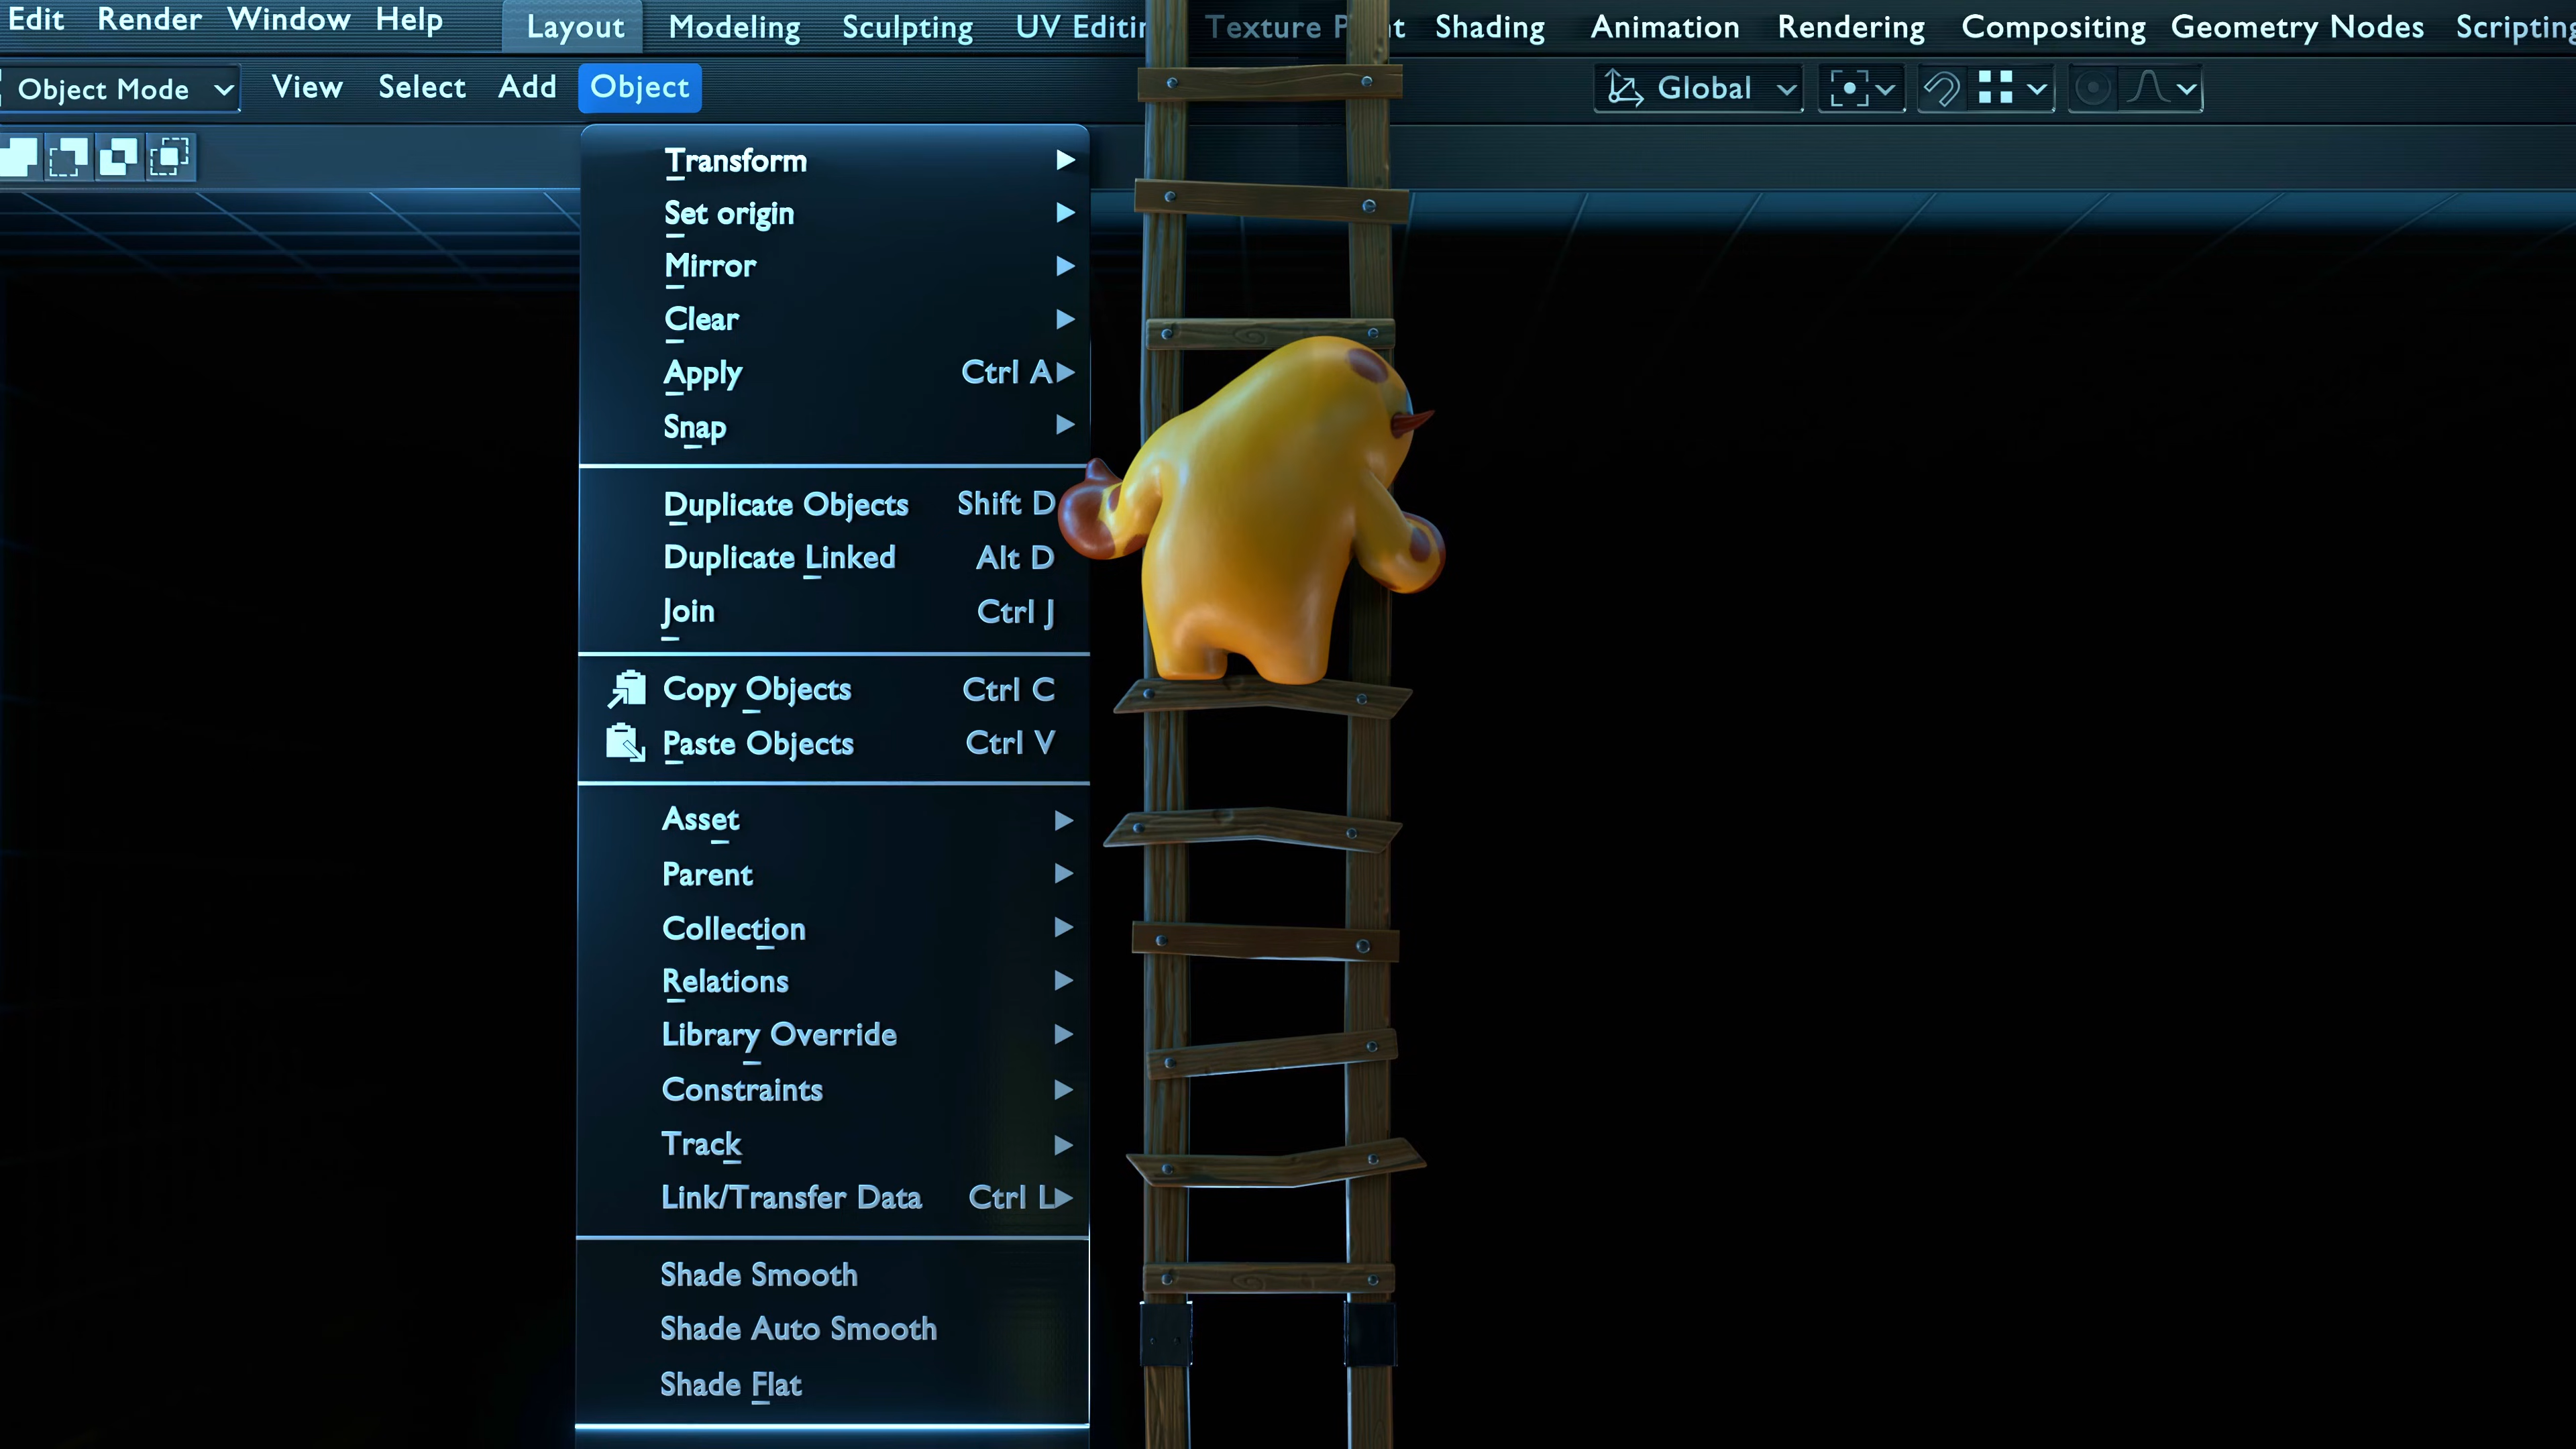 Edit Render Window Help Layout Modeling Sculpting UV Shading Animation Rendering Compositing Geometry Nodes
Object Mode View Select Add Object Global
Transform
Set origin
Mirror
Clear
Apply Ctrl A
Snap
Duplicate Objects Shift D
Duplicate Linked Alt D
Join Ctrl J
Copy Objects Ctrl C
Paste Objects Ctrl V
Asset
Parent
Collection
Relations
Library Override
Constraints
Track
Link/Transfer Data Ctrl L
Shade Smooth
Shade Auto Smooth
Shade Flat